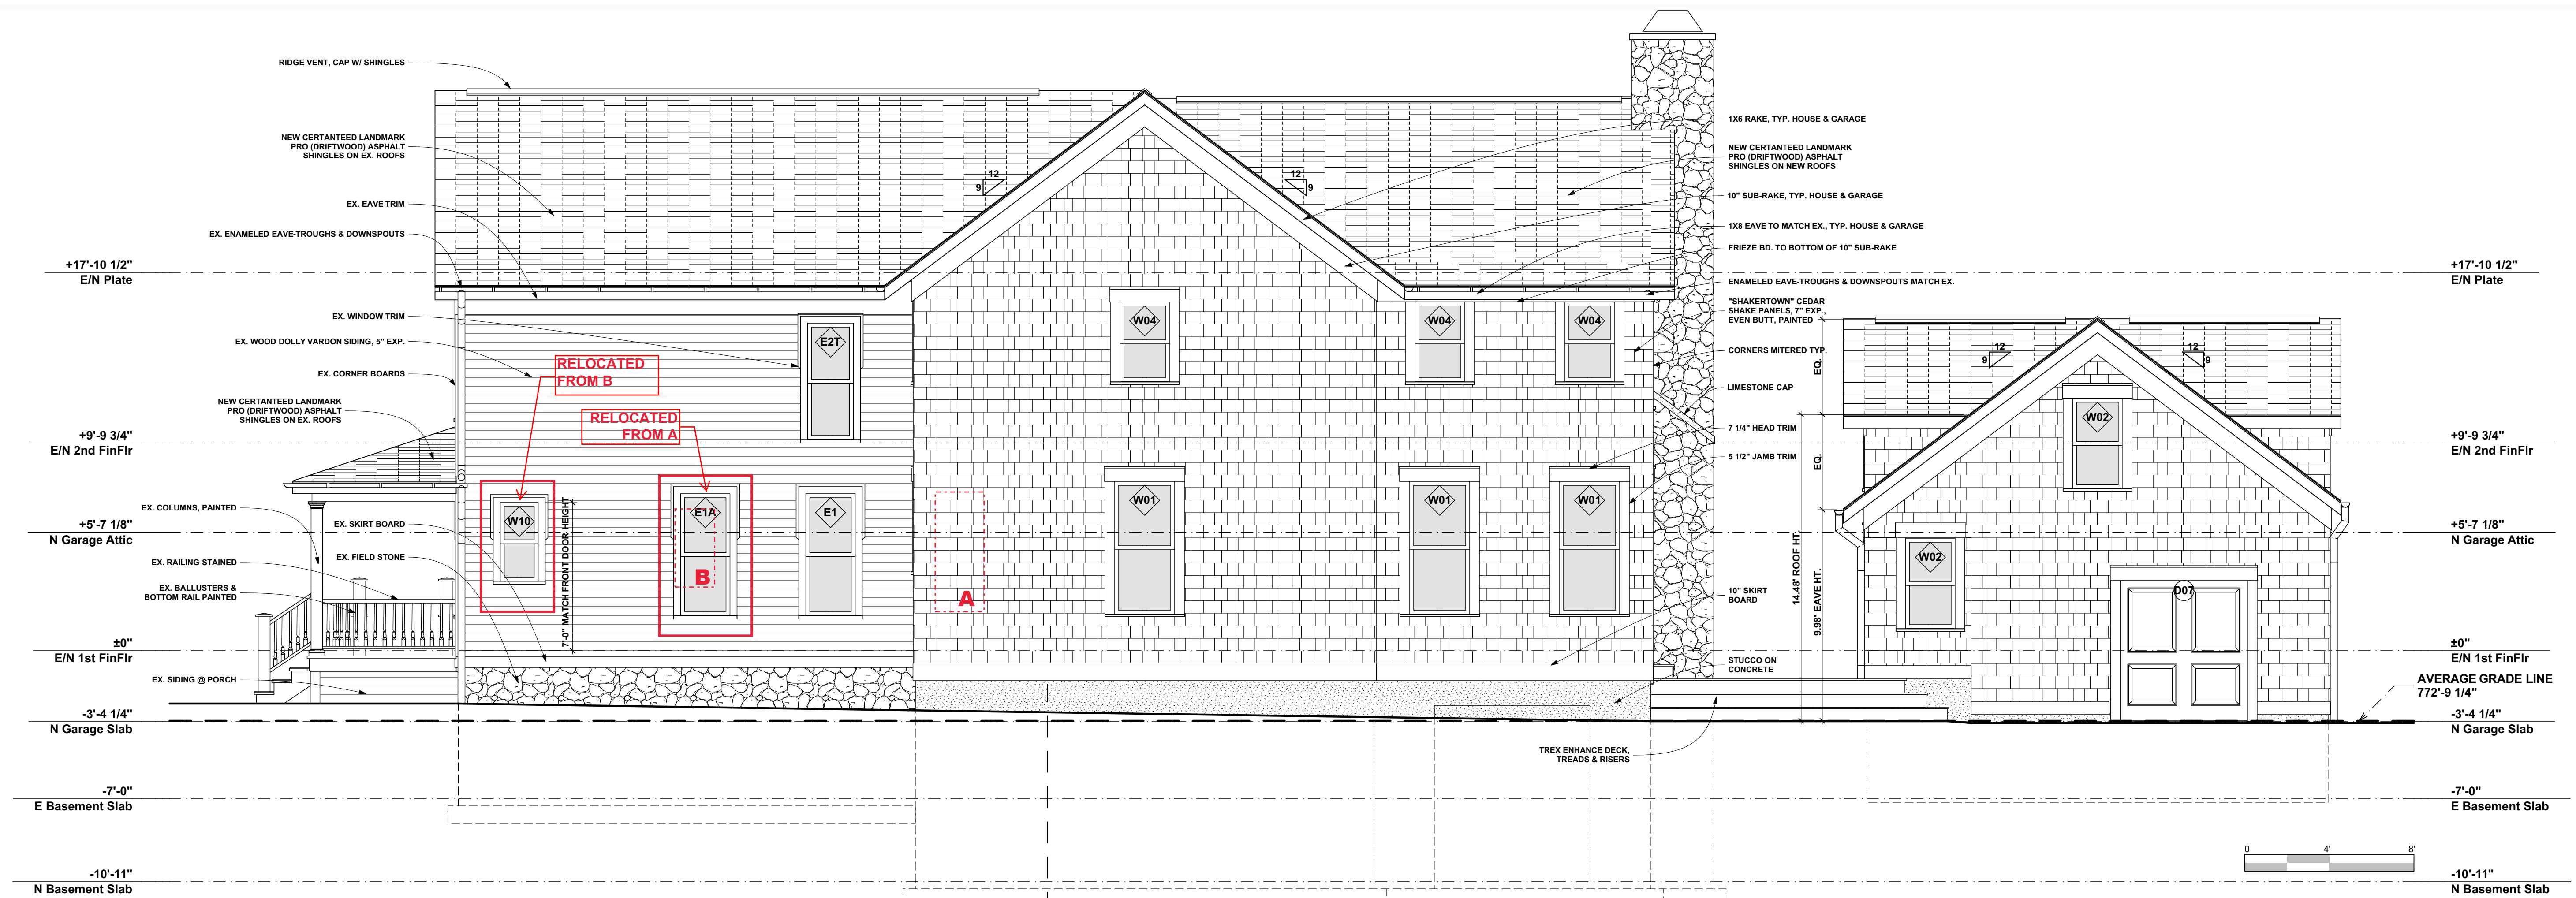 RIDGE VENT, CAP W/ SHINGLES
NEW CERTANTEED LANDMARK
PRO (DRIFTWOOD) ASPHALT
SHINGLES ON EX. ROOFS
EX. EAVE TRIM
EX. ENAMELED EAVE-TROUGHS & DOWNSPOUTS
+17'-10 1/2"
E/N Plate
EX. WINDOW TRIM
EX. WOOD DOLLY VARDON SIDING, 5" EXP.
EX. CORNER BOARDS
NEW CERTANTEED LANDMARK
PRO (DRIFTWOOD) ASPHALT
SHINGLES ON EX. ROOFS
+9'-9 3/4"
E/N 2nd FinFlr
EX. COLUMNS, PAINTED
+5'-7 1/8"
N Garage Attic
EX. SKIRT BOARD
EX. FIELD STONE
EX. RAILING STAINED
EX. BALLUSTERS &
BOTTOM RAIL PAINTED
±0"
E/N 1st FinFlr
EX. SIDING @ PORCH
-3'-4 1/4"
N Garage Slab
-7'-0"
E Basement Slab
-10'-11"
N Basement Slab
RELOCATED
FROM B
RELOCATED
FROM A
E2T
W10
E1A
E1
B
A
7'-0" MATCH FRONT DOOR HEIGHT
12
9
12
9
W04
W04
W04
W01
W01
W01
1X6 RAKE, TYP. HOUSE & GARAGE
NEW CERTANTEED LANDMARK
PRO (DRIFTWOOD) ASPHALT
SHINGLES ON NEW ROOFS
10" SUB-RAKE, TYP. HOUSE & GARAGE
1X8 EAVE TO MATCH EX., TYP. HOUSE & GARAGE
FRIEZE BD. TO BOTTOM OF 10" SUB-RAKE
ENAMELED EAVE-TROUGHS & DOWNSPOUTS MATCH EX.
"SHAKERTOWN" CEDAR
SHAKE PANELS, 7" EXP.,
EVEN BUTT, PAINTED
CORNERS MITERED TYP.
LIMESTONE CAP
7 1/4" HEAD TRIM
5 1/2" JAMB TRIM
10" SKIRT
BOARD
STUCCO ON
CONCRETE
TREX ENHANCE DECK,
TREADS & RISERS
EQ.
EQ.
14.48' ROOF HT.
9.98' EAVE HT.
12
9
12
9
W02
W02
D07
+17'-10 1/2"
E/N Plate
+9'-9 3/4"
E/N 2nd FinFlr
+5'-7 1/8"
N Garage Attic
±0"
E/N 1st FinFlr
AVERAGE GRADE LINE
772'-9 1/4"
-3'-4 1/4"
N Garage Slab
-7'-0"
E Basement Slab
0 4' 8'
-10'-11"
N Basement Slab